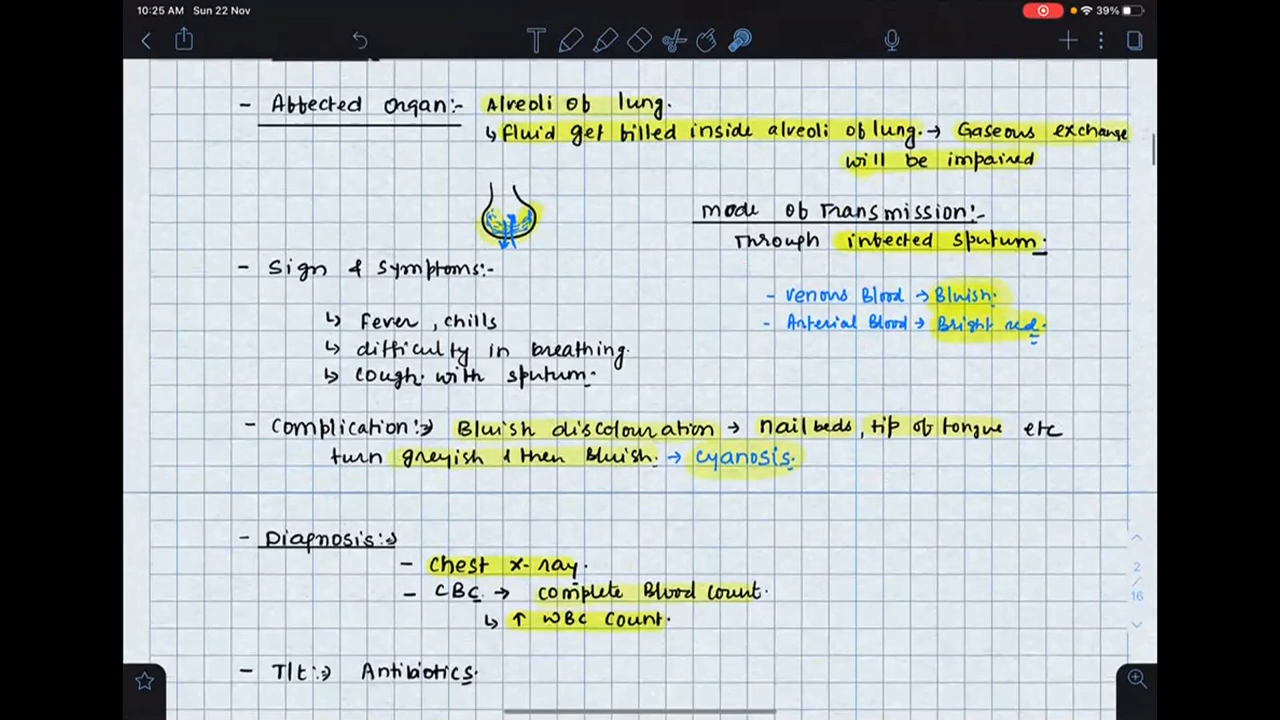 10:25 AM Sun 22 Nov
39%
- Affected organ:- Alveoli of lung.
↳ fluid get filled inside alveoli of lung. → Gaseous exchange
will be impaired
mode of Transmission:-
Through infected sputum.
- Sign & symptoms:-
- venous Blood → Bluish.
- Arterial Blood → Bright red.
↳ Fever, chills
↳ difficulty in breathing.
↳ cough with sputum.
- Complication:→ Bluish discolouration → nail beds, tip of tongue etc
turn greyish & then Bluish. → cyanosis.
- Diagnosis:→
- chest x-ray.
- CBC → complete Blood count.
↳ ↑ WBC Count.
2
/
16
- T/t:→ Antibiotics.